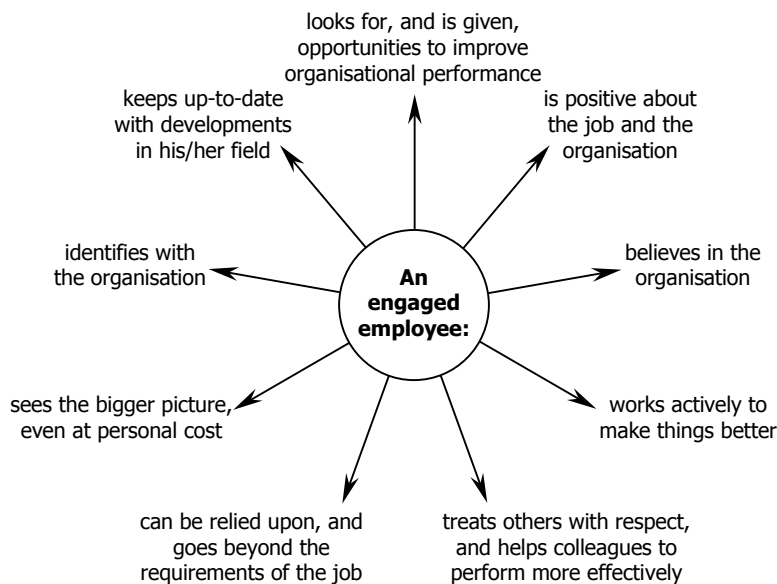 looks for, and is given,
opportunities to improve
organisational performance
keeps up-to-date
with developments
in his/her field
is positive about
the job and the
organisation
identifies with
the organisation
An
engaged
employee:
believes in the
organisation
sees the bigger picture,
even at personal cost
works actively to
make things better
can be relied upon, and
goes beyond the
requirements of the job
treats others with respect,
and helps colleagues to
perform more effectively